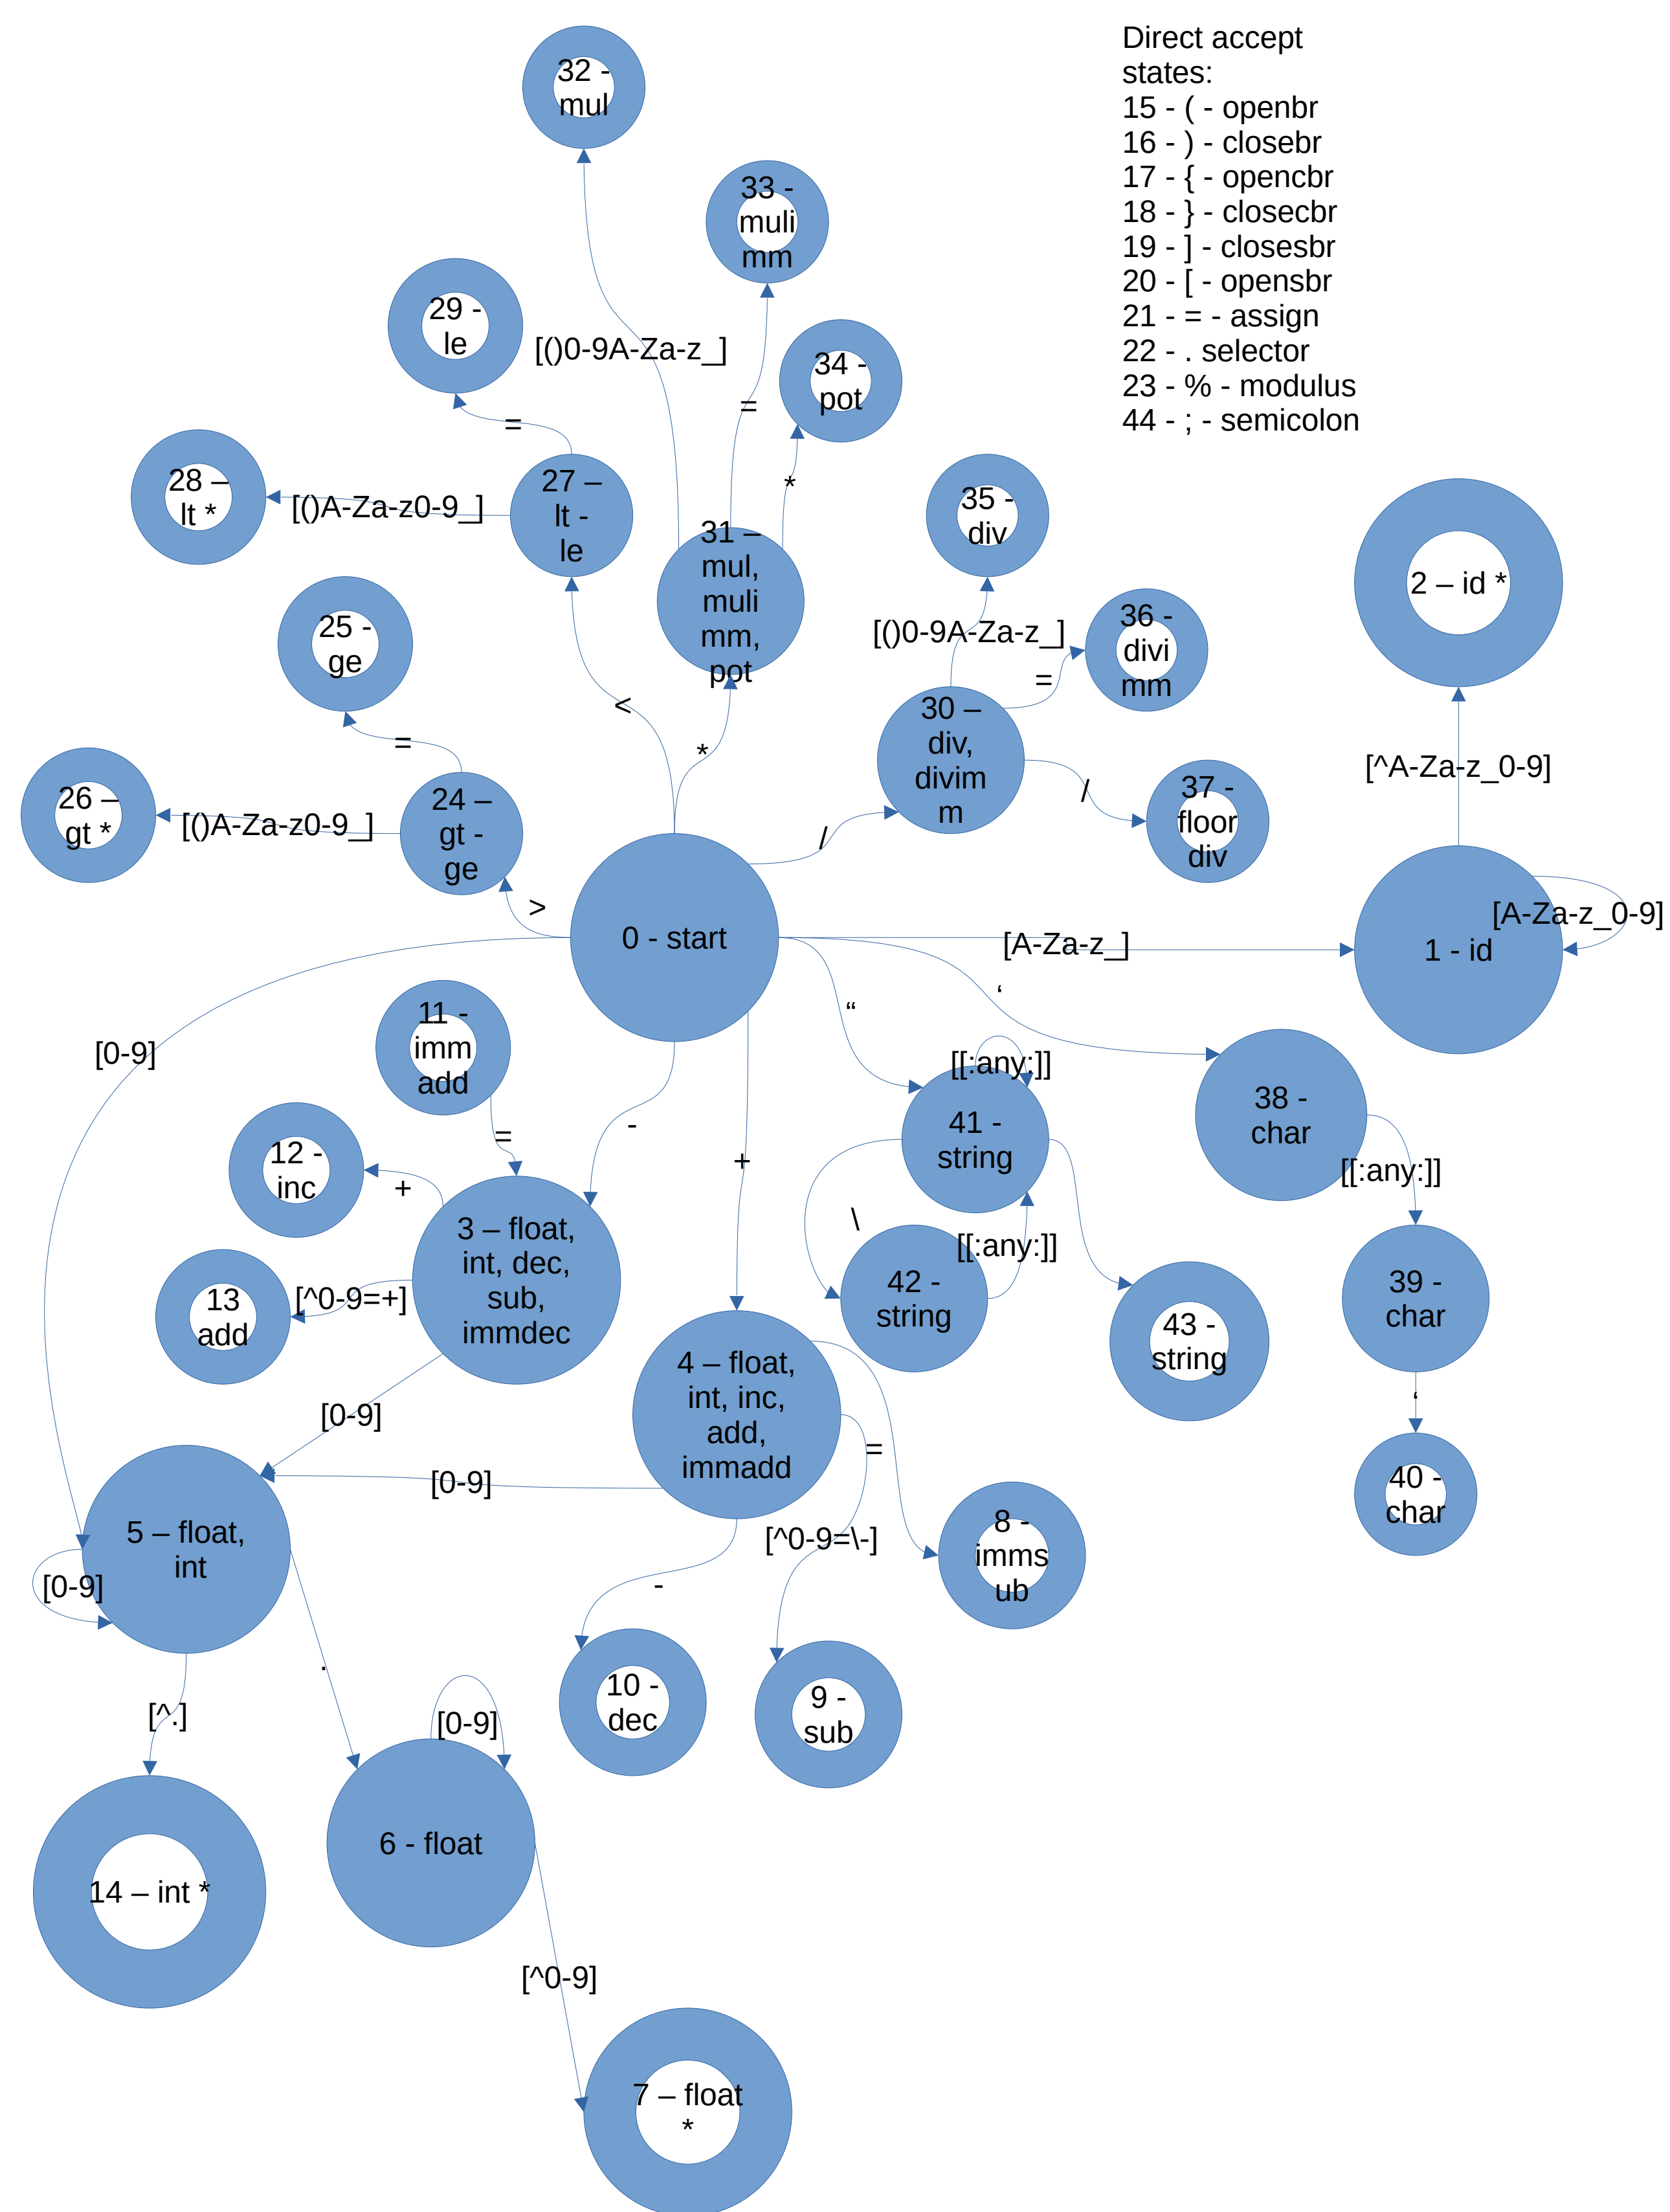 Direct accept
states:
15 - ( - openbr
16 - ) - closebr
17 - { - opencbr
18 - } - closecbr
19 - ] - closesbr
20 - [ - opensbr
21 - = - assign
22 - . selector
23 - % - modulus
44 - ; - semicolon
32 -
mul
33 -
muli
mm
29 -
le
[()0-9A-Za-z_]
34 -
pot
=
=
28 –
lt *
[()A-Za-z0-9_]
27 –
lt -
le
*
31 –
mul,
muli
mm,
pot
35 -
div
2 – id *
25 -
ge
[()0-9A-Za-z_]
36 -
divi
mm
=
<
=
*
30 –
div,
divim
m
[^A-Za-z_0-9]
26 –
gt *
[()A-Za-z0-9_]
24 –
gt -
ge
/
/
37 -
floor
div
>
0 - start
[A-Za-z_]
1 - id
[A-Za-z_0-9]
[0-9]
11 -
imm
add
“
‘
[[:any:]]
=
-
+
41 -
string
38 -
char
[[:any:]]
12 -
inc
+
3 – float,
int, dec,
sub,
immdec
\
[[:any:]]
42 -
string
39 -
char
13
add
[^0-9=+]
43 -
string
[0-9]
4 – float,
int, inc,
add,
immadd
=
‘
40 -
char
[0-9]
5 – float,
int
[0-9]
[^0-9=\-]
8 -
imms
ub
-
10 -
dec
9 -
sub
.
[^.]
[0-9]
6 - float
14 – int *
[^0-9]
7 – float
*